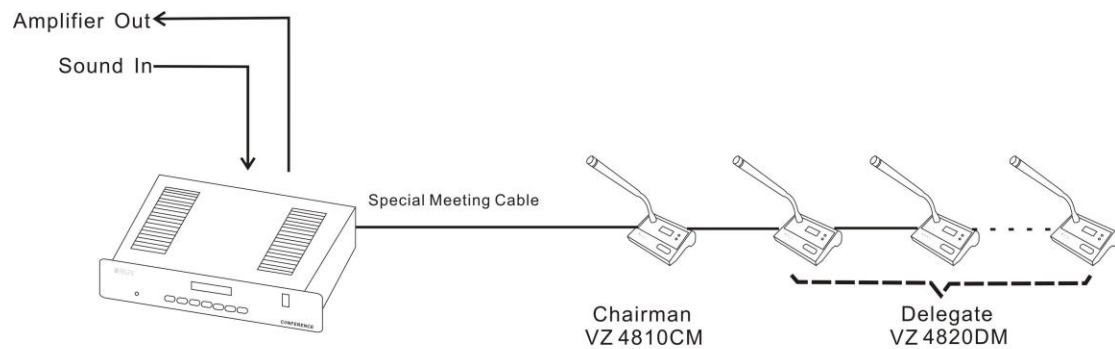 Amplifier Out
Sound In
Special Meeting Cable
CONFERENCE
Chairman
VZ 4810CM
Delegate
VZ 4820DM